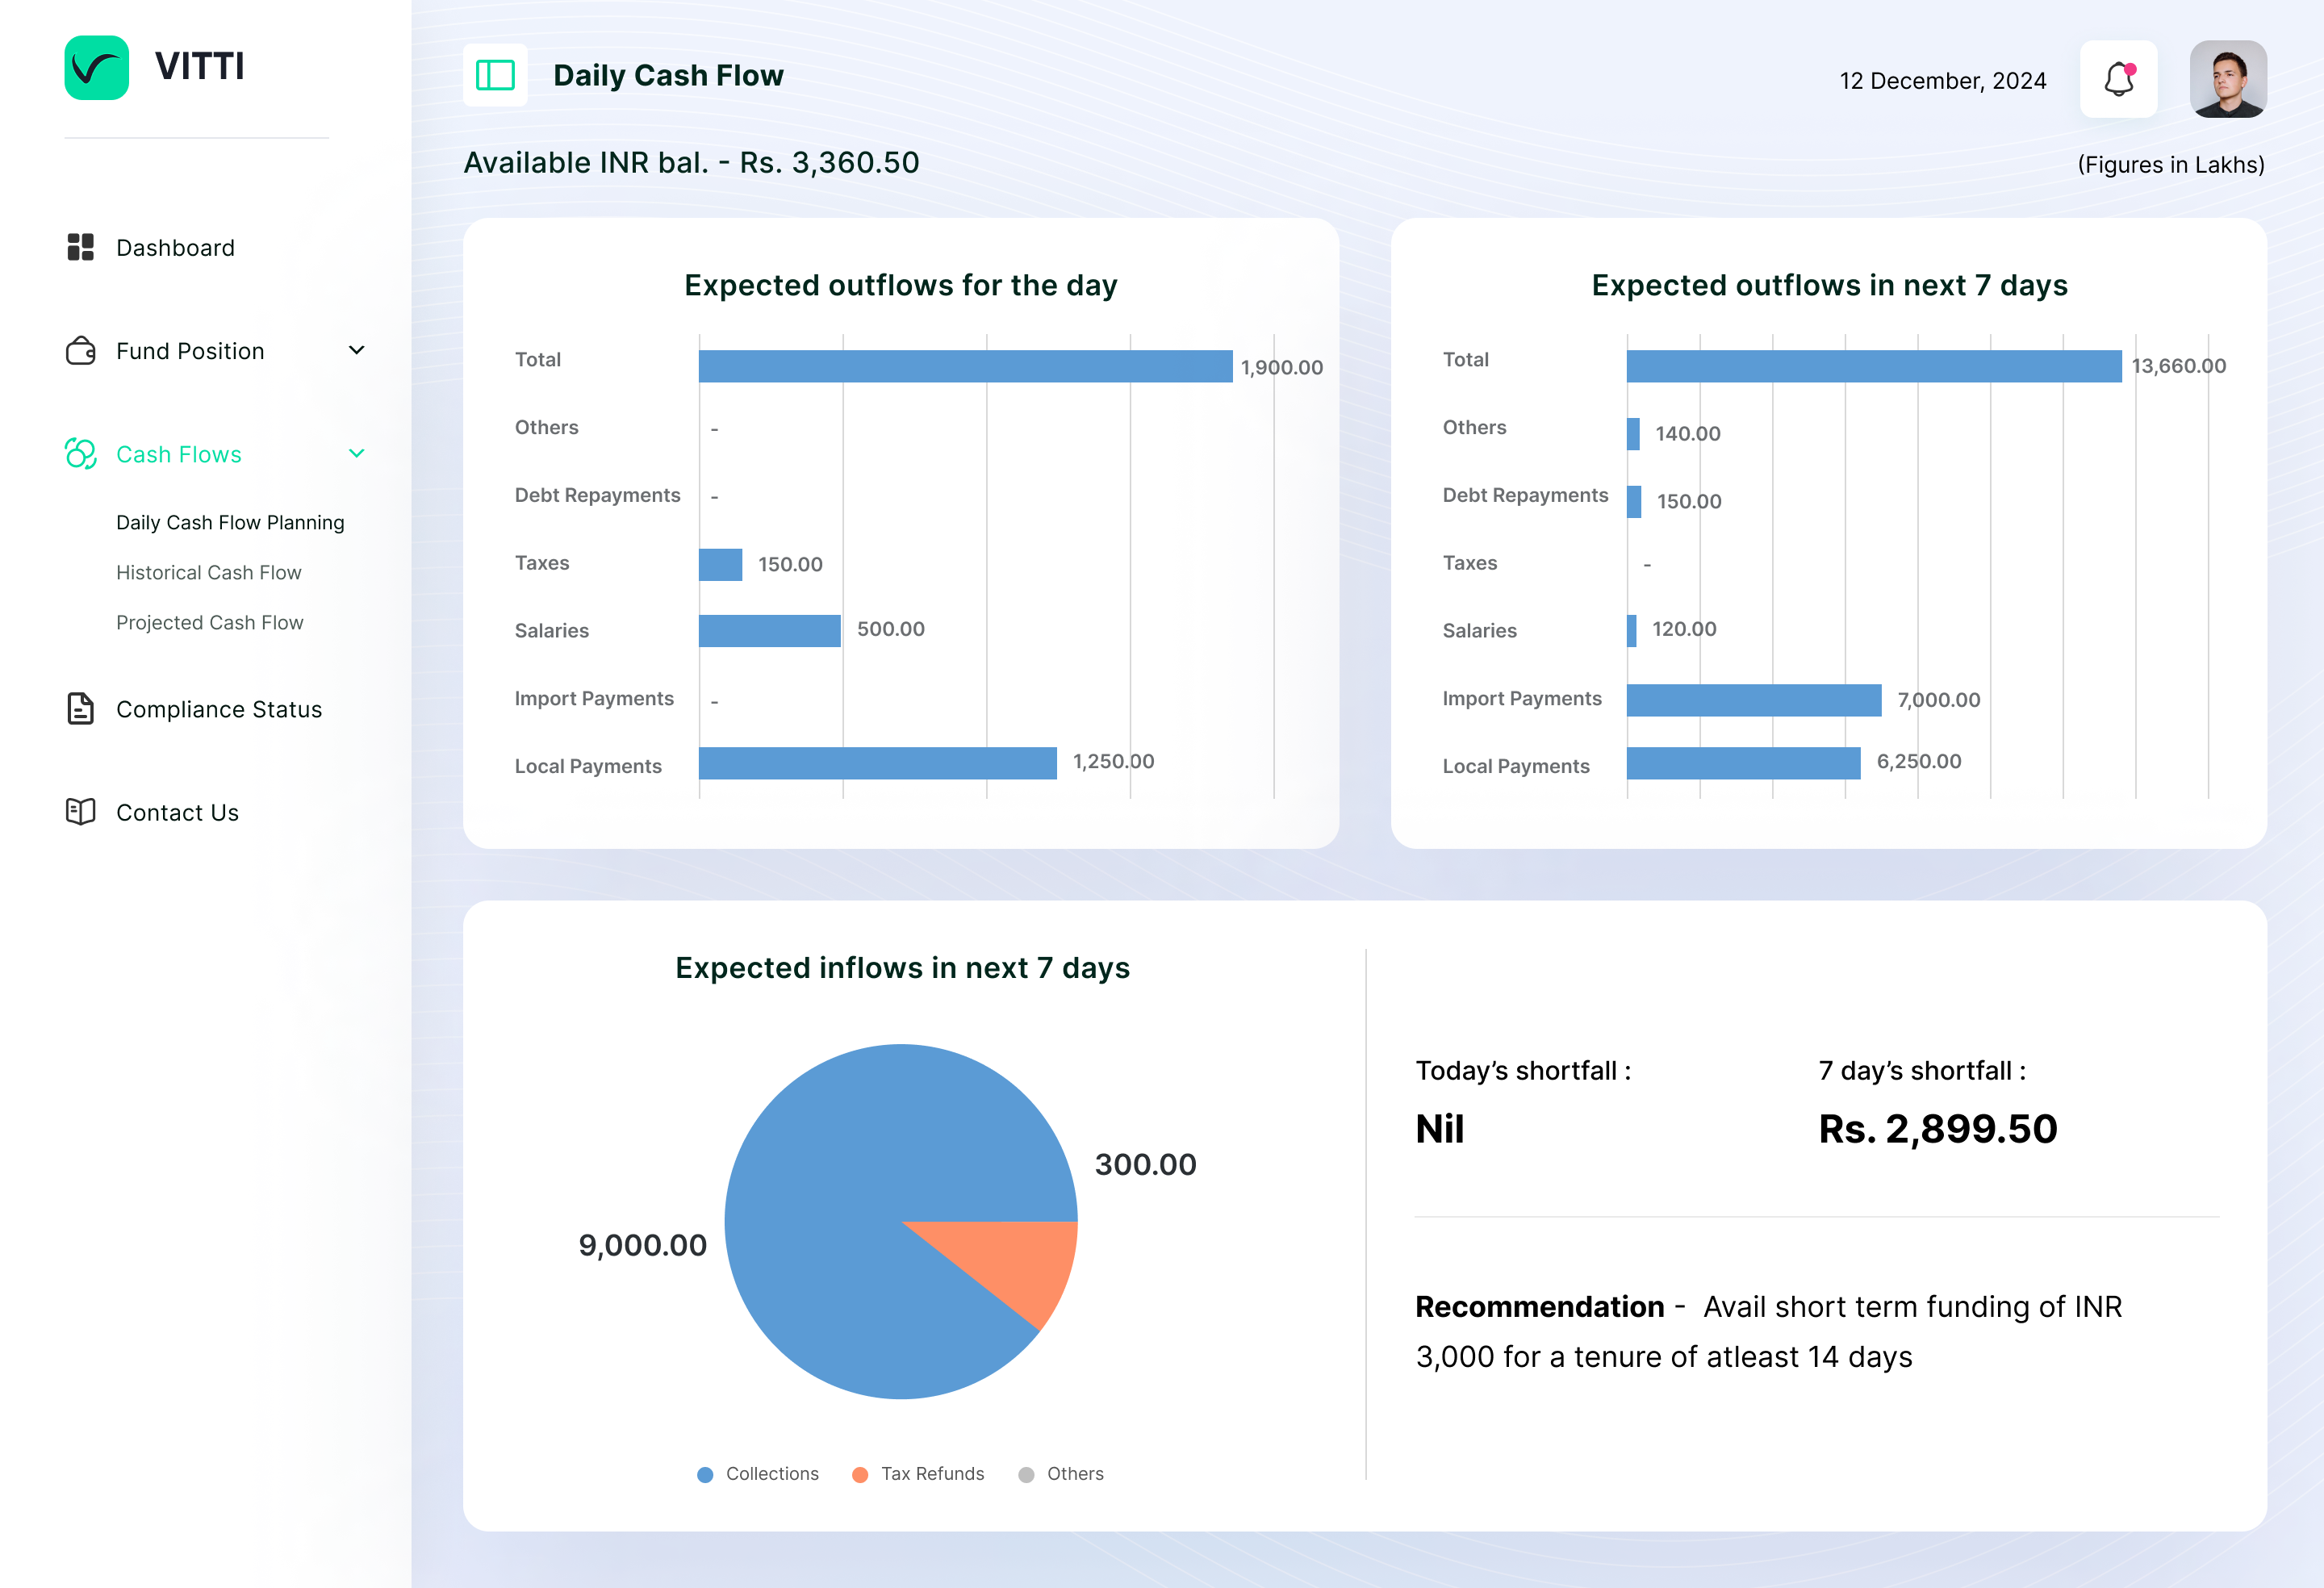 VITTI
Dashboard
Fund Position
Cash Flows
Daily Cash Flow Planning
Historical Cash Flow
Projected Cash Flow
Compliance Status
Contact Us
Daily Cash Flow
12 December, 2024
Available INR bal. - Rs. 3,360.50
(Figures in Lakhs)
Expected outflows for the day
Total 1,900.00
Others -
Debt Repayments -
Taxes 150.00
Salaries 500.00
Import Payments -
Local Payments 1,250.00
Expected outflows in next 7 days
Total 13,660.00
Others 140.00
Debt Repayments 150.00
Taxes -
Salaries 120.00
Import Payments 7,000.00
Local Payments 6,250.00
Expected inflows in next 7 days
300.00
9,000.00
Collections Tax Refunds Others
Today’s shortfall :
Nil
7 day’s shortfall :
Rs. 2,899.50
Recommendation - Avail short term funding of INR
3,000 for a tenure of atleast 14 days